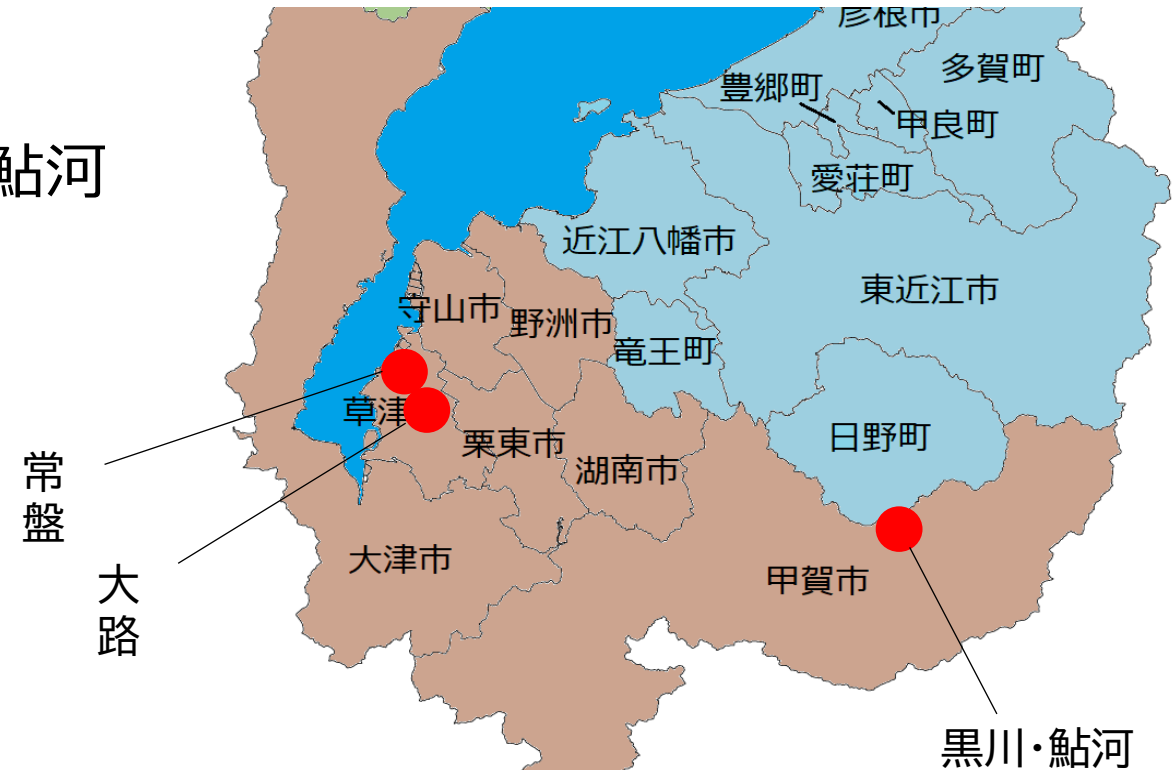 彦根市
多賀町
豊郷町
甲良町
鮎河
愛荘町
近江八幡市
東近江市
守山市
野洲市
竜王町
草津
栗東市
日野町
湖南市
常盤
大津市
甲賀市
大路
黒川・鮎河